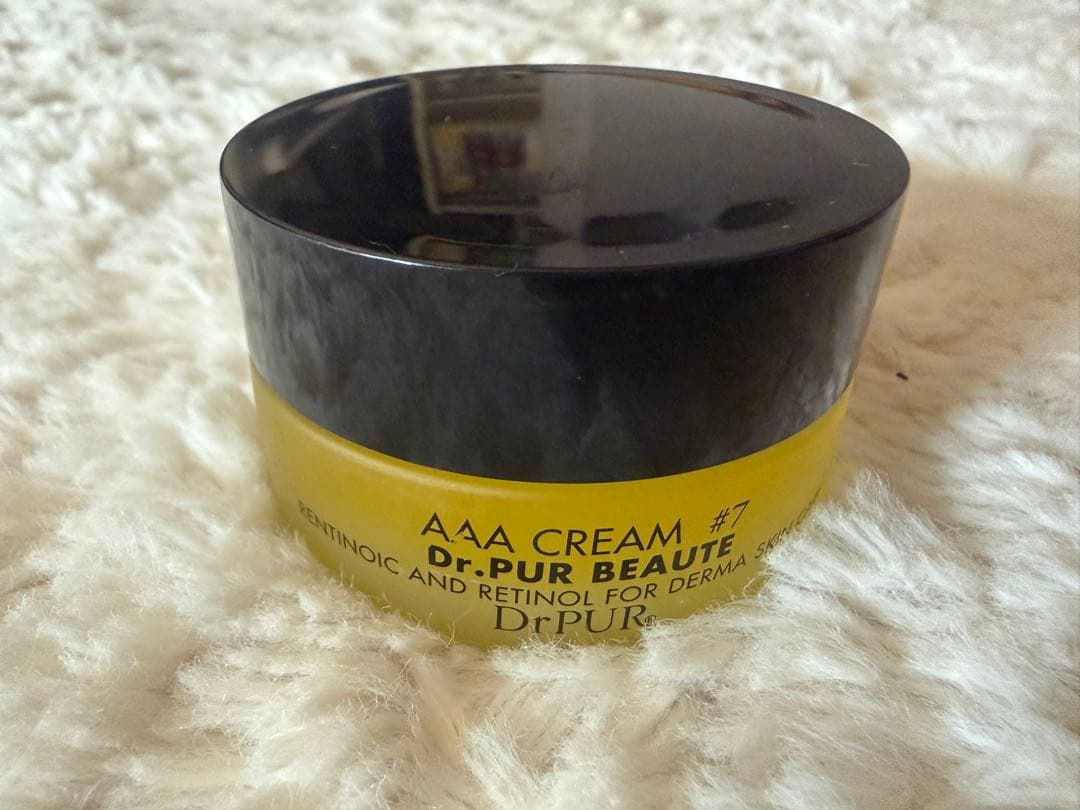 AAA CREAM #7
Dr.PUR BEAUTE
RENTINOIC AND RETINOL FOR DERMA SKIN
DrPUR®